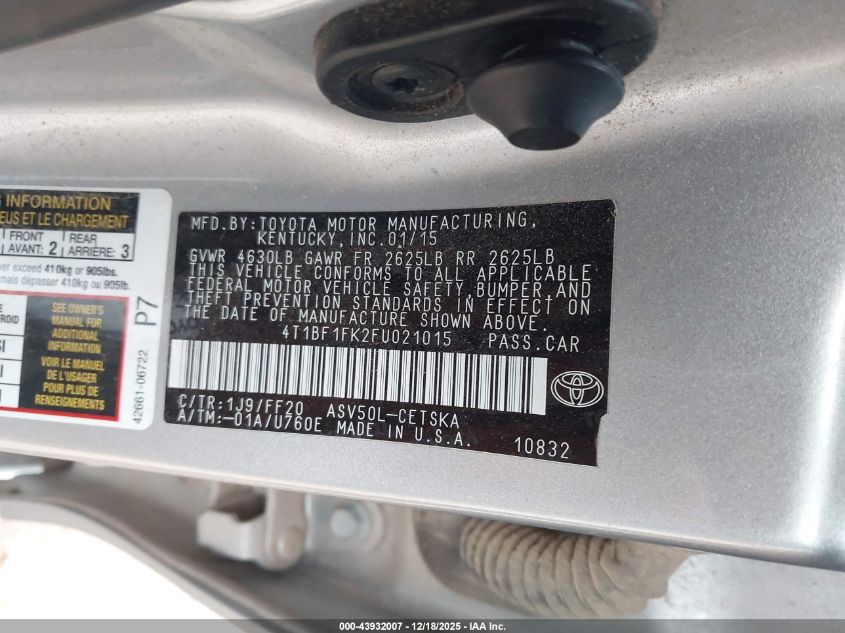 INFORMATION
EUS ET LE CHARGEMENT
FRONT
AVANT: 2
REAR
ARRIÈRE: 3
er exceed 410kg or 905lbs.
mais dépasser 410kg ou 905lb.
SEE OWNER'S
MANUAL FOR
ADDITIONAL
INFORMATION
VOIR LE MANUEL
DE L'USAGER
POUR PLUS DE
RENSEIGNEMENTS
P7
42661-06722
MFD.BY:TOYOTA MOTOR MANUFACTURING,
KENTUCKY, INC.01/15
GVWR 4630LB GAWR FR 2625LB RR 2625LB
THIS VEHICLE CONFORMS TO ALL APPLICABLE
FEDERAL MOTOR VEHICLE SAFETY,BUMPER,AND
THEFT PREVENTION STANDARDS IN EFFECT ON
THE DATE OF MANUFACTURE SHOWN ABOVE.
4T1BF1FK2FU021015 PASS.CAR
C/TR:1J9/FF20 ASV50L-CETSKA
A/TM:-01A/U760E MADE IN U.S.A.
10832
TOYOTA
000-43932007 - 12/18/2025 - IAA Inc.